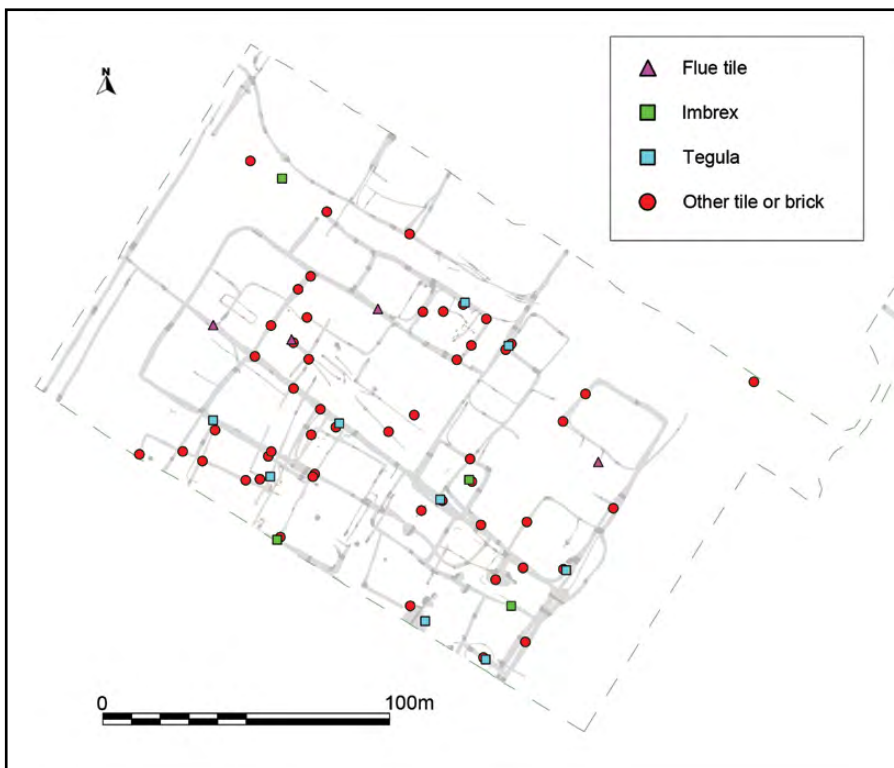 N
Flue tile
Imbrex
Tegula
Other tile or brick
0 100m